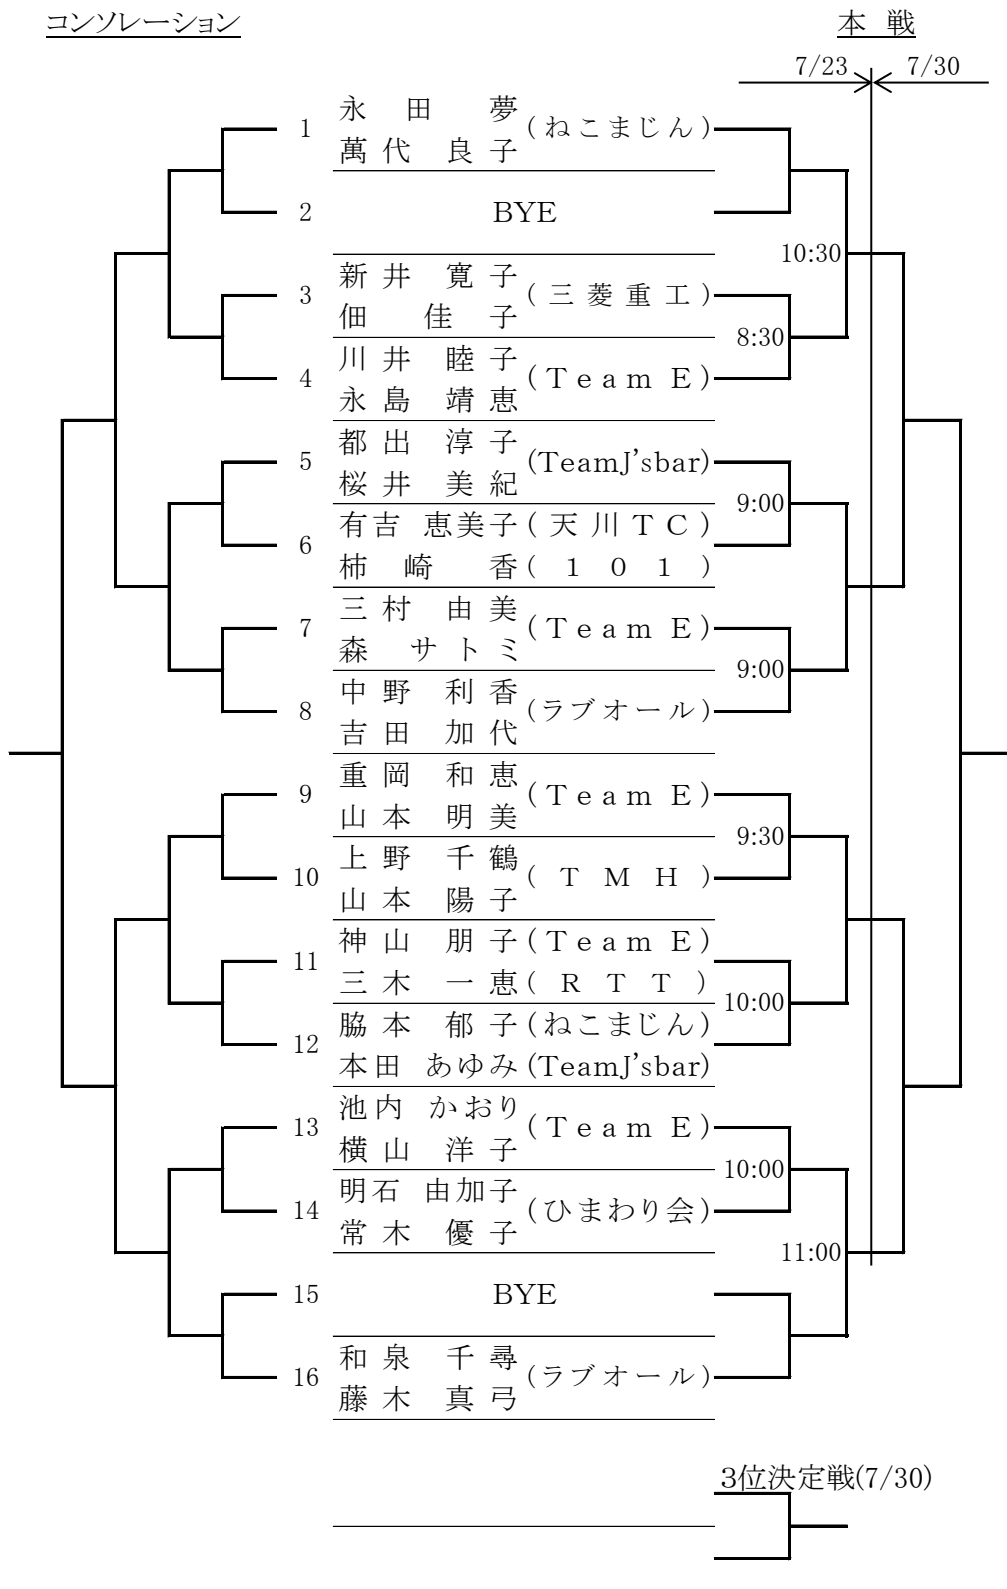 コンソレーション
本 戦
7/23 7/30
1 永田 夢 (ねこまじん)
萬代 良子
2 BYE
10:30
3 新井 寛子 (三菱重工)
佃 佳子
8:30
4 川井 睦子 (Team E)
永島 靖恵
5 都出 淳子 (TeamJ'sbar)
桜井 美紀
9:00
6 有吉 恵美子 (天川TC)
柿崎 香 (101)
7 三村 由美 (Team E)
森 サトミ
9:00
8 中野 利香 (ラブオール)
吉田 加代
9 重岡 和恵 (Team E)
山本 明美
9:30
10 上野 千鶴 (TMH)
山本 陽子
11 神山 朋子 (Team E)
三木 一恵 (RTT)
10:00
12 脇本 郁子 (ねこまじん)
本田 あゆみ (TeamJ'sbar)
13 池内 かおり (Team E)
横山 洋子
10:00
14 明石 由加子 (ひまわり会)
常木 優子
11:00
15 BYE
16 和泉 千尋 (ラブオール)
藤木 真弓
3位決定戦(7/30)